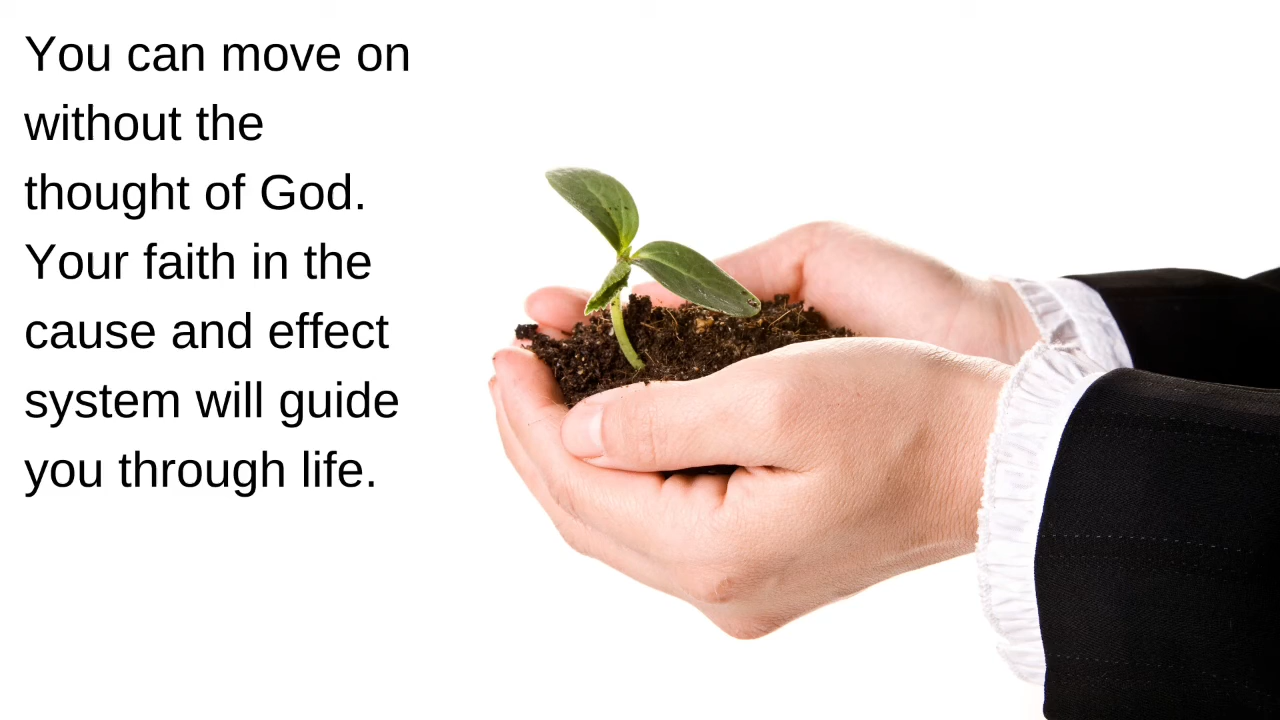 You can move on
without the
thought of God.
Your faith in the
cause and effect
system will guide
you through life.